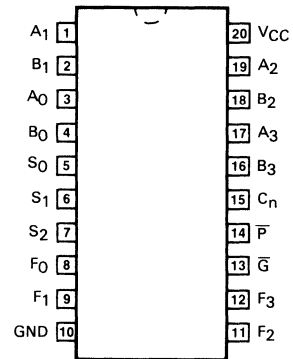 A1 1 20 VCC
B1 2 19 A2
A0 3 18 B2
B0 4 17 A3
S0 5 16 B3
S1 6 15 Cn
S2 7 14 P̅
F0 8 13 G̅
F1 9 12 F3
GND 10 11 F2